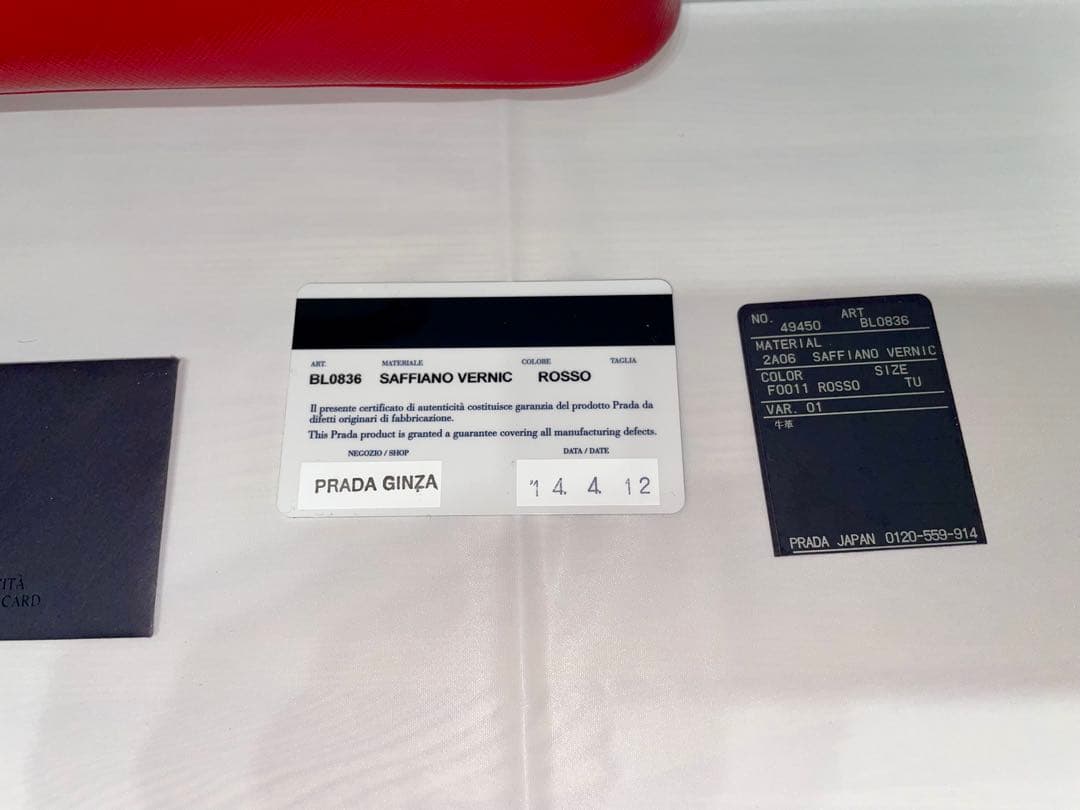 ITÀ
CARD
ART. MATERIALE COLORE TAGLIA
BL0836 SAFFIANO VERNIC ROSSO
Il presente certificato di autenticità costituisce garanzia del prodotto Prada da
difetti originari di fabbricazione.
This Prada product is granted a guarantee covering all manufacturing defects.
NEGOZIO / SHOP DATA / DATE
PRADA GINZA '14. 4. 12
NO. 49450 ART BL0836
MATERIAL
2A06 SAFFIANO VERNIC
COLOR SIZE
F0011 ROSSO TU
VAR. 01
牛革
PRADA JAPAN 0120-559-914